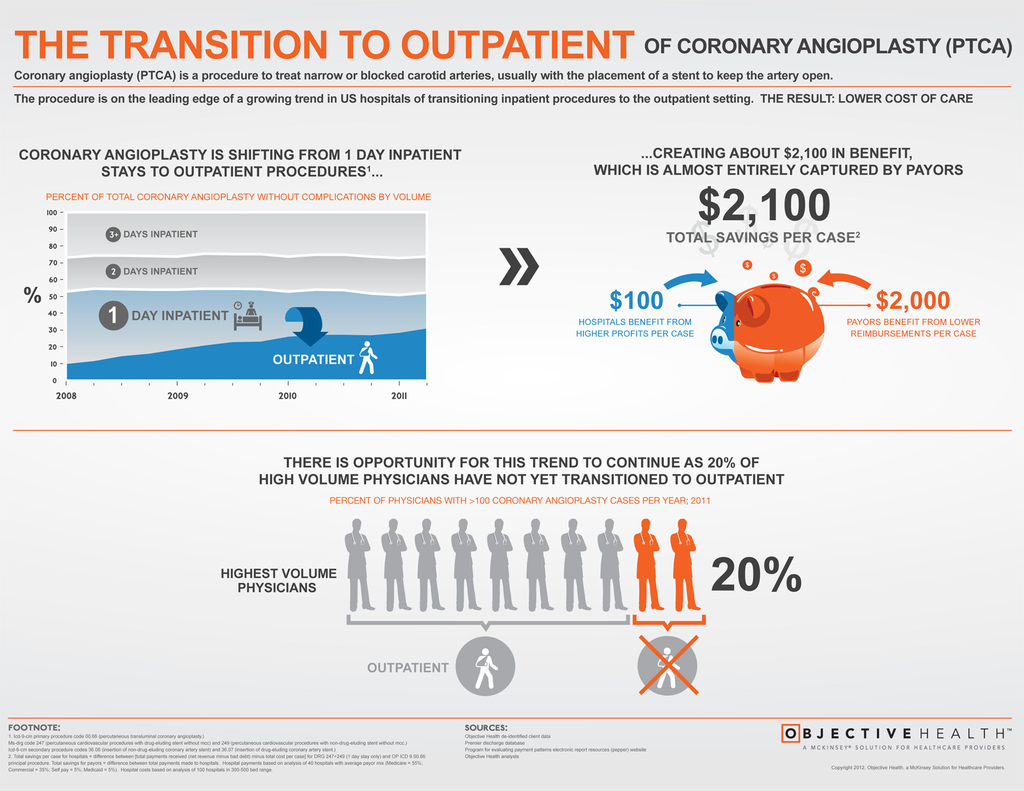 THE TRANSITION TO OUTPATIENT OF CORONARY ANGIOPLASTY (PTCA)
Coronary angioplasty (PTCA) is a procedure to treat narrow or blocked carotid arteries, usually with the placement of a stent to keep the artery open.
The procedure is on the leading edge of a growing trend in US hospitals of transitioning inpatient procedures to the outpatient setting. THE RESULT: LOWER COST OF CARE
CORONARY ANGIOPLASTY IS SHIFTING FROM 1 DAY INPATIENT
STAYS TO OUTPATIENT PROCEDURES¹...
PERCENT OF TOTAL CORONARY ANGIOPLASTY WITHOUT COMPLICATIONS BY VOLUME
100
90
80
70
60
50
40
30
20
10
0
%
3+ DAYS INPATIENT
2 DAYS INPATIENT
1 DAY INPATIENT
OUTPATIENT
2008 2009 2010 2011
...CREATING ABOUT $2,100 IN BENEFIT,
WHICH IS ALMOST ENTIRELY CAPTURED BY PAYORS
$2,100
TOTAL SAVINGS PER CASE²
$ $ $
$100
HOSPITALS BENEFIT FROM
HIGHER PROFITS PER CASE
$2,000
PAYORS BENEFIT FROM LOWER
REIMBURSEMENTS PER CASE
THERE IS OPPORTUNITY FOR THIS TREND TO CONTINUE AS 20% OF
HIGH VOLUME PHYSICIANS HAVE NOT YET TRANSITIONED TO OUTPATIENT
PERCENT OF PHYSICIANS WITH >100 CORONARY ANGIOPLASTY CASES PER YEAR; 2011
HIGHEST VOLUME
PHYSICIANS
20%
OUTPATIENT
FOOTNOTE:
1. Icd-9-cm primary procedure code 00.66 (percutaneous transluminal coronary angioplasty.)
Ms-drg code 247 (percutaneous cardiovascular procedures with drug-eluting stent without mcc) and 249 (percutaneous cardiovascular procedures with non-drug-eluting stent without mcc.)
Icd-9-cm secondary procedure codes 36.06 (insertion of non-drug-eluting coronary artery stent) and 36.07 (insertion of drug-eluting coronary artery stent.)
2. Total savings per case for hospitals = difference between [total payments received (net revenue minus bad debt) minus total cost per case] for DRG 247+249 (1 day stay only) and OP ICD 9 00.66
principal procedure. Total savings for payors = difference between total payments made to hospitals. Hospital payments based on analysis of 40 hospitals with average payor mix (Medicare = 55%;
Commercial = 35%; Self pay = 5%; Medicaid = 5%). Hospital costs based on analysis of 100 hospitals in 300-500 bed range.
SOURCES:
Objective Health de-identified client data
Premier discharge database
Program for evaluating payment patterns electronic report resources (pepper) website
Objective Health analysis
OBJECTIVE HEALTH™
A MCKINSEY® SOLUTION FOR HEALTHCARE PROVIDERS
Copyright 2012, Objective Health, a McKinsey Solution for Healthcare Providers